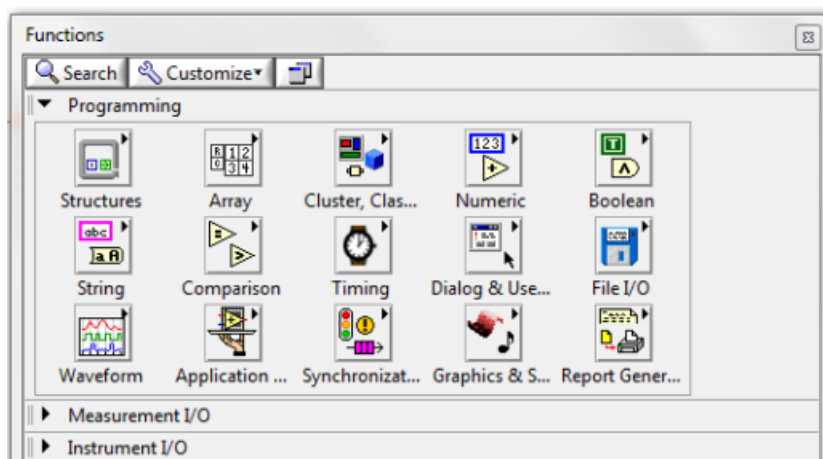 Functions
Search Customize
Programming
Structures Array Cluster, Clas... Numeric Boolean
String Comparison Timing Dialog & Use... File I/O
Waveform Application ... Synchronizat... Graphics & S... Report Gener...
Measurement I/O
Instrument I/O